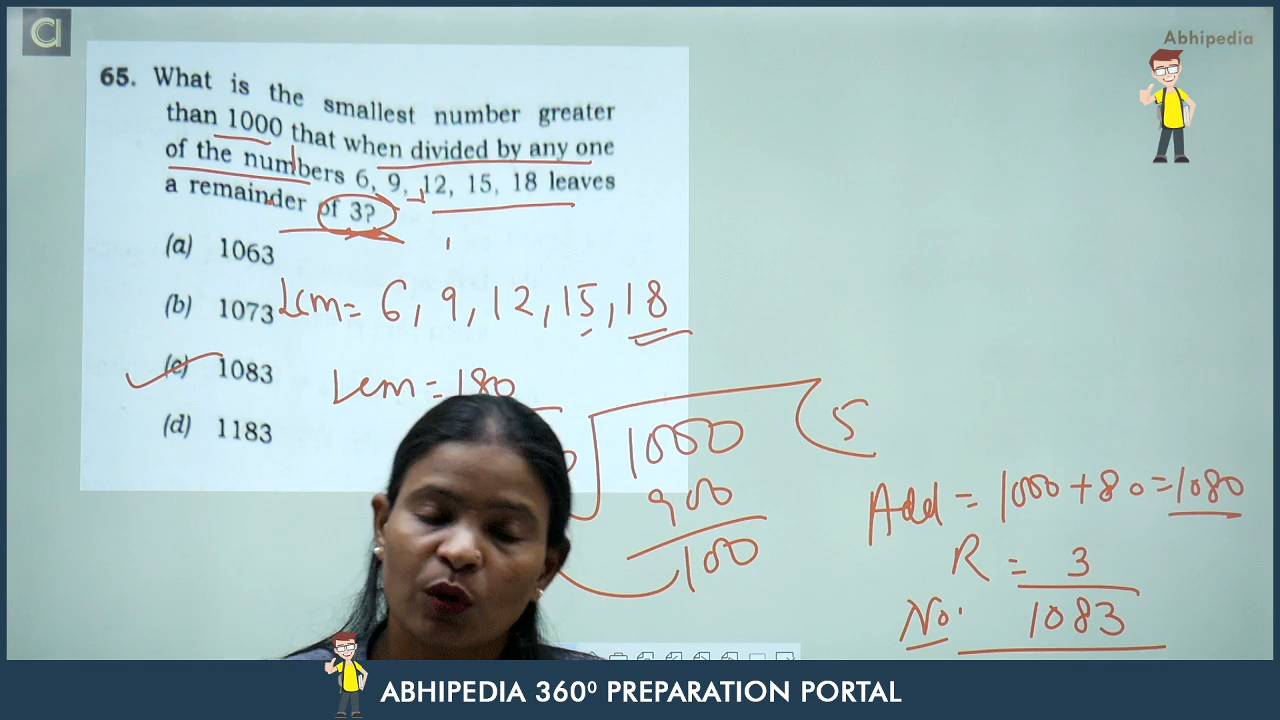 Abhipedia
65. What is the smallest number greater
than 1000 that when divided by any one
of the numbers 6, 9, 12, 15, 18 leaves
a remainder of 3?
(a) 1063
(b) 1073
(c) 1083
(d) 1183
Lcm= 6, 9, 12, 15, 18
Lcm = 180
1000 5
900
100
Add = 1000 + 80 = 1080
R = 3
No. 1083
ABHIPEDIA 360⁰ PREPARATION PORTAL